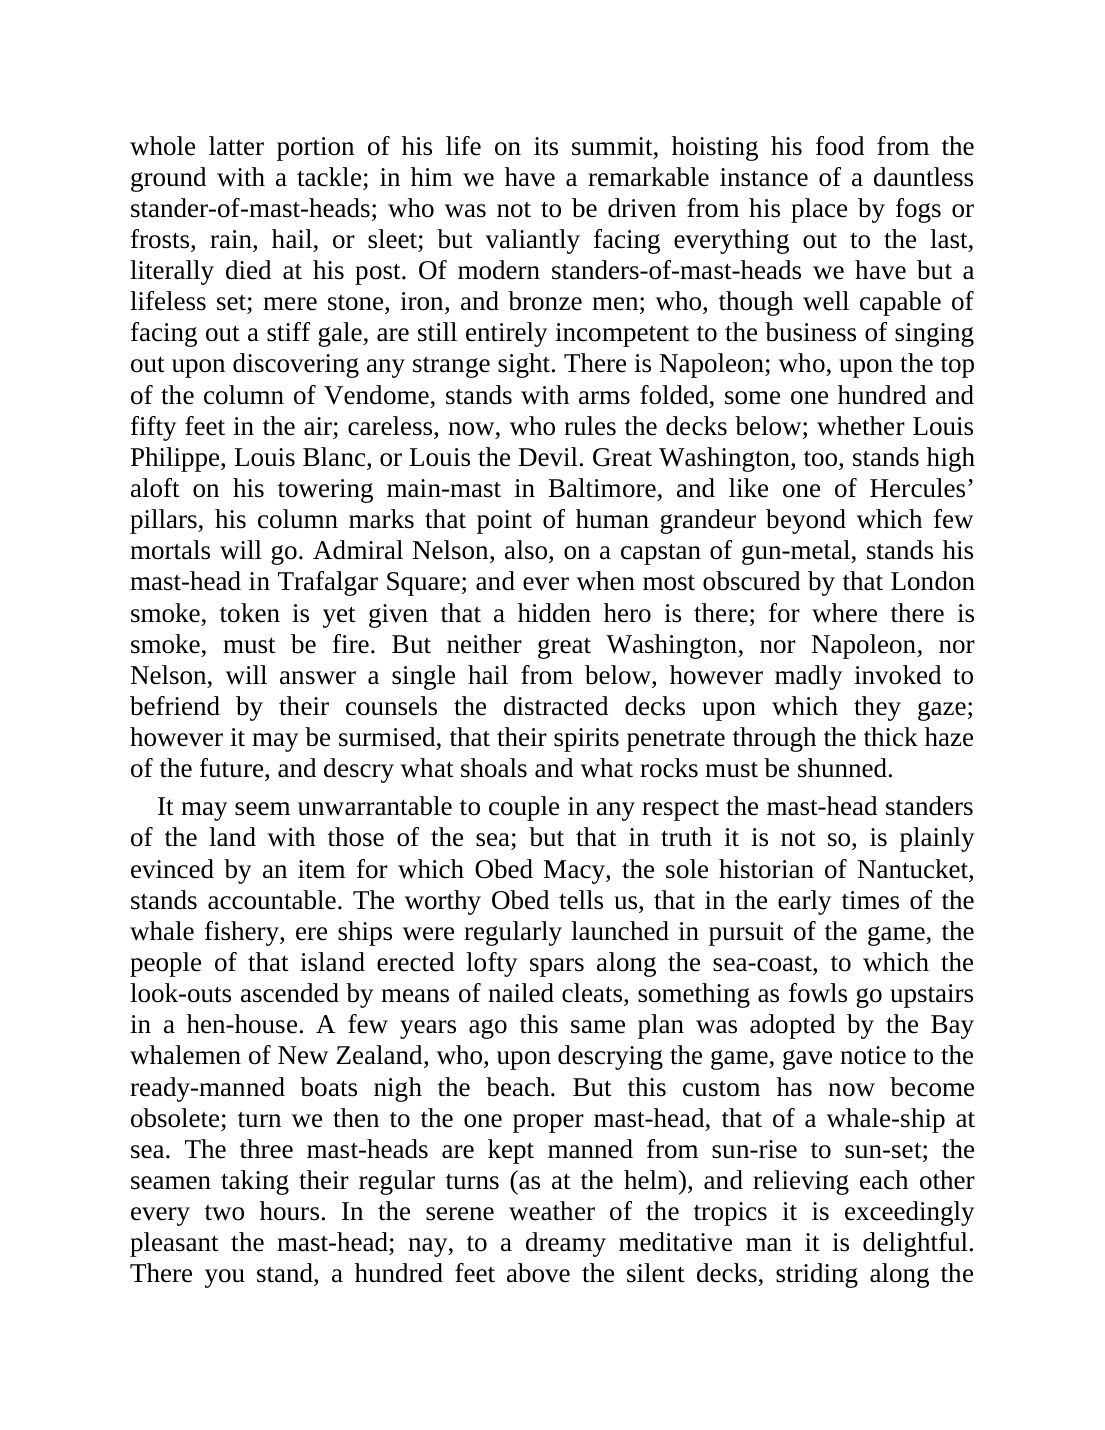 whole latter portion of his life on its summit, hoisting his food from the
ground with a tackle; in him we have a remarkable instance of a dauntless
stander-of-mast-heads; who was not to be driven from his place by fogs or
frosts, rain, hail, or sleet; but valiantly facing everything out to the last,
literally died at his post. Of modern standers-of-mast-heads we have but a
lifeless set; mere stone, iron, and bronze men; who, though well capable of
facing out a stiff gale, are still entirely incompetent to the business of singing
out upon discovering any strange sight. There is Napoleon; who, upon the top
of the column of Vendome, stands with arms folded, some one hundred and
fifty feet in the air; careless, now, who rules the decks below; whether Louis
Philippe, Louis Blanc, or Louis the Devil. Great Washington, too, stands high
aloft on his towering main-mast in Baltimore, and like one of Hercules’
pillars, his column marks that point of human grandeur beyond which few
mortals will go. Admiral Nelson, also, on a capstan of gun-metal, stands his
mast-head in Trafalgar Square; and ever when most obscured by that London
smoke, token is yet given that a hidden hero is there; for where there is
smoke, must be fire. But neither great Washington, nor Napoleon, nor
Nelson, will answer a single hail from below, however madly invoked to
befriend by their counsels the distracted decks upon which they gaze;
however it may be surmised, that their spirits penetrate through the thick haze
of the future, and descry what shoals and what rocks must be shunned.
It may seem unwarrantable to couple in any respect the mast-head standers
of the land with those of the sea; but that in truth it is not so, is plainly
evinced by an item for which Obed Macy, the sole historian of Nantucket,
stands accountable. The worthy Obed tells us, that in the early times of the
whale fishery, ere ships were regularly launched in pursuit of the game, the
people of that island erected lofty spars along the sea-coast, to which the
look-outs ascended by means of nailed cleats, something as fowls go upstairs
in a hen-house. A few years ago this same plan was adopted by the Bay
whalemen of New Zealand, who, upon descrying the game, gave notice to the
ready-manned boats nigh the beach. But this custom has now become
obsolete; turn we then to the one proper mast-head, that of a whale-ship at
sea. The three mast-heads are kept manned from sun-rise to sun-set; the
seamen taking their regular turns (as at the helm), and relieving each other
every two hours. In the serene weather of the tropics it is exceedingly
pleasant the mast-head; nay, to a dreamy meditative man it is delightful.
There you stand, a hundred feet above the silent decks, striding along the